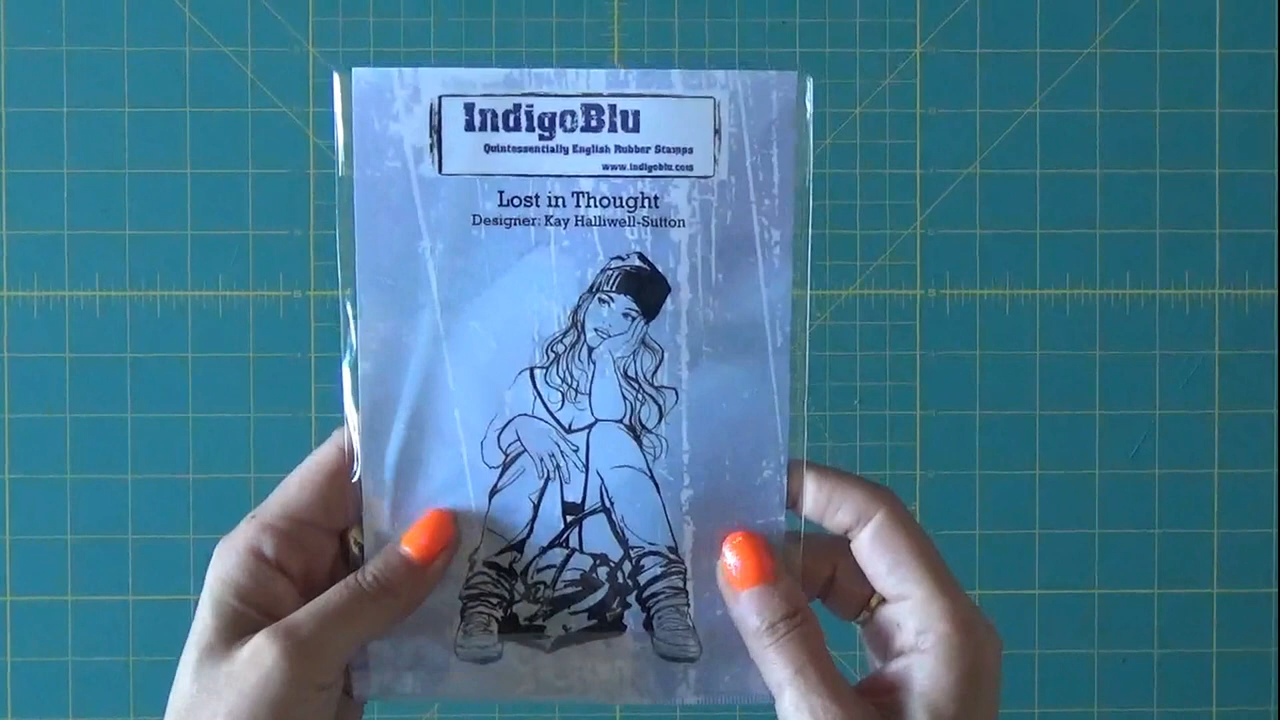 IndigoBlu
Quintessentially English Rubber Stamps
www.indigoblu.com
Lost in Thought
Designer: Kay Halliwell-Sutton